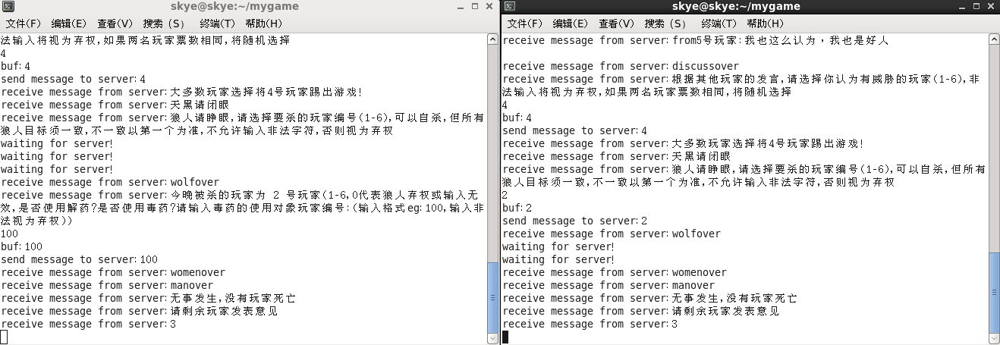 skye@skye:~/mygame
文件(F) 编辑(E) 查看(V) 搜索 (S) 终端(T) 帮助(H)
法输入将视为弃权,如果两名玩家票数相同,将随机选择
4
buf:4
send message to server:4
receive message from server:大多数玩家选择将4号玩家踢出游戏!
receive message from server:天黑请闭眼
receive message from server:狼人请睁眼,请选择要杀的玩家编号(1-6),可以自杀,但所有
狼人目标须一致,不一致以第一个为准,不允许输入非法字符,否则视为弃权
waiting for server!
waiting for server!
waiting for server!
receive message from server:wolfover
receive message from server:今晚被杀的玩家为 2 号玩家(1-6,0代表狼人弃权或输入无
效,是否使用解药?是否使用毒药?请输入毒药的使用对象玩家编号:(输入格式eg:100,输入非
法视为弃权))
100
buf:100
send message to server:100
receive message from server:womenover
receive message from server:manover
receive message from server:无事发生,没有玩家死亡
receive message from server:请剩余玩家发表意见
receive message from server:3
skye@skye:~/mygame
文件(F) 编辑(E) 查看(V) 搜索 (S) 终端(T) 帮助(H)
receive message from server:from5号玩家:我也这么认为，我也是好人
receive message from server:discussover
receive message from server:根据其他玩家的发言,请选择你认为有威胁的玩家(1-6),非
法输入将视为弃权,如果两名玩家票数相同,将随机选择
4
buf:4
send message to server:4
receive message from server:大多数玩家选择将4号玩家踢出游戏!
receive message from server:天黑请闭眼
receive message from server:狼人请睁眼,请选择要杀的玩家编号(1-6),可以自杀,但所有
狼人目标须一致,不一致以第一个为准,不允许输入非法字符,否则视为弃权
2
buf:2
send message to server:2
receive message from server:wolfover
waiting for server!
waiting for server!
receive message from server:womenover
receive message from server:manover
receive message from server:无事发生,没有玩家死亡
receive message from server:请剩余玩家发表意见
receive message from server:3